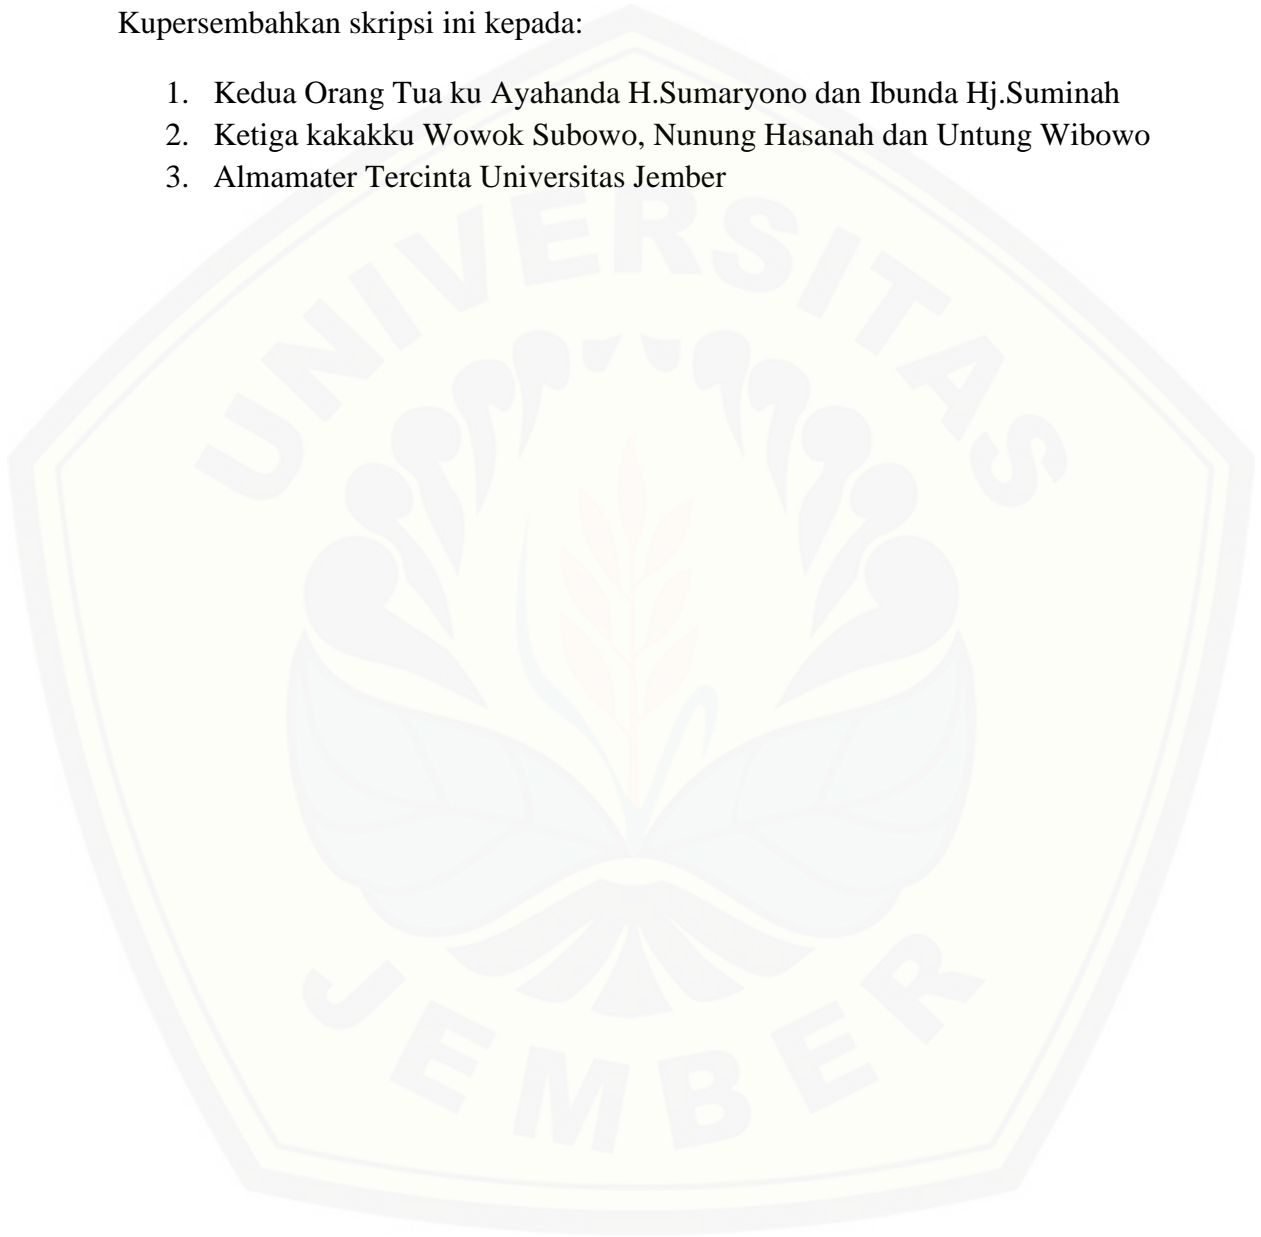 Kupersembahkan skripsi ini kepada:
1. Kedua Orang Tua ku Ayahanda H.Sumaryono dan Ibunda Hj.Suminah
2. Ketiga kakakku Wowok Subowo, Nunung Hasanah dan Untung Wibowo
3. Almamater Tercinta Universitas Jember
UNIVERSITAS
JEMBER